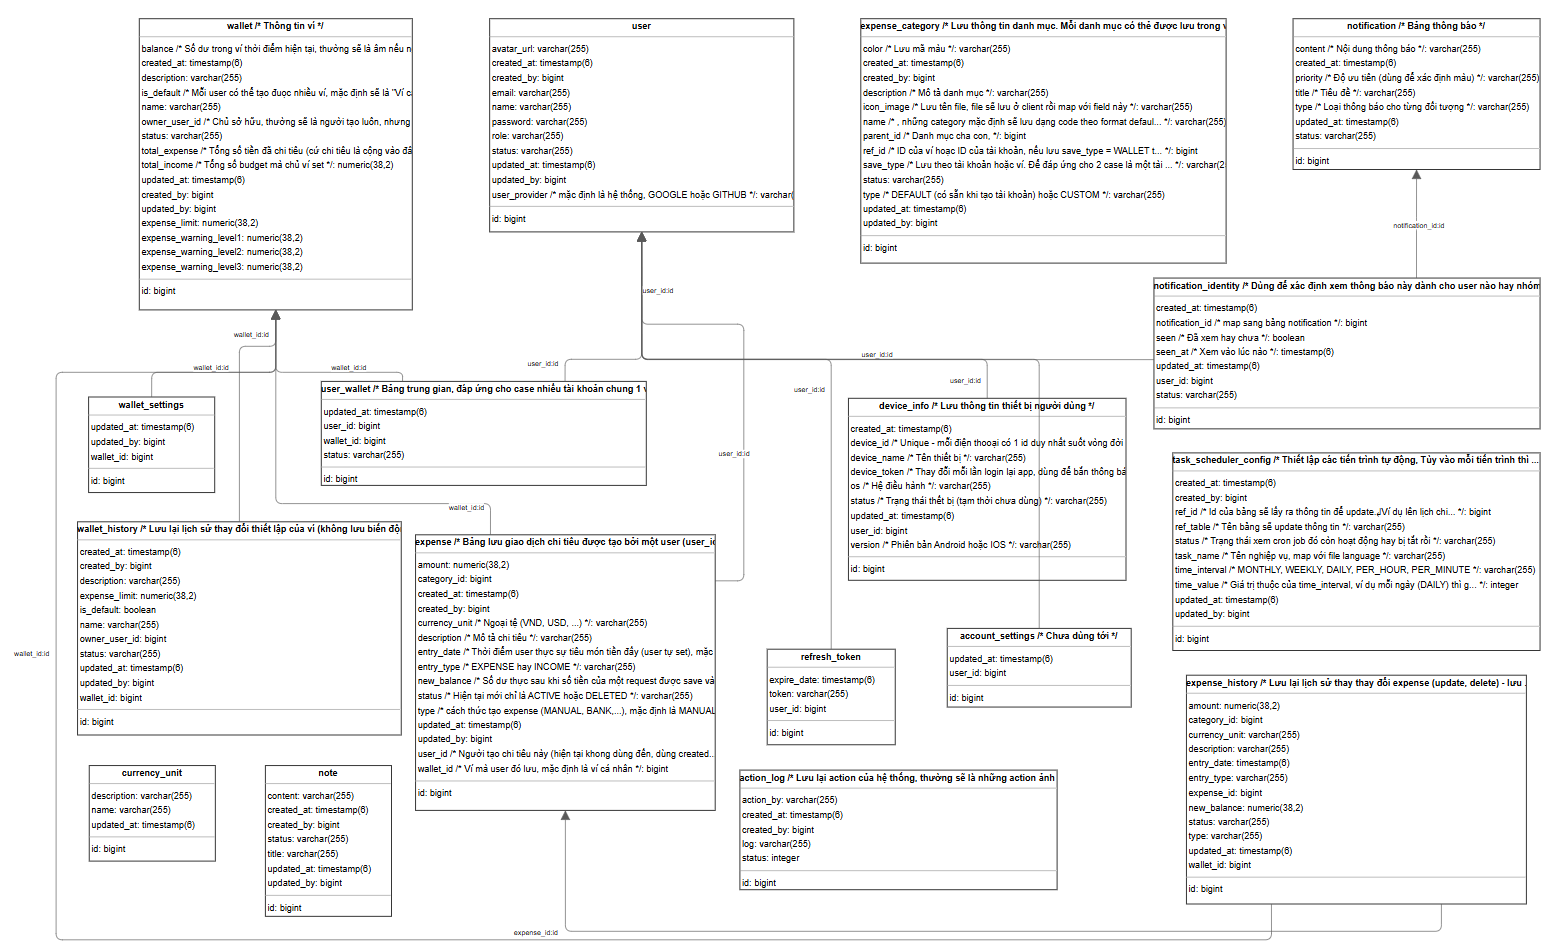 wallet /* Thông tin ví */
balance /* Số dư trong ví thời điểm hiện tại, thường sẽ là âm nếu n
created_at: timestamp(6)
description: varchar(255)
is_default /* Mỗi user có thể tạo được nhiều ví, mặc định sẽ là "Ví c
name: varchar(255)
owner_user_id /* Chủ sở hữu, thường sẽ là người tạo luôn, nhưng
status: varchar(255)
total_expense /* Tổng số tiền đã chi tiêu (cứ chi tiêu là cộng vào đâ
total_income /* Tổng số budget mà chủ ví set */: numeric(38,2)
updated_at: timestamp(6)
created_by: bigint
updated_by: bigint
expense_limit: numeric(38,2)
expense_warning_level1: numeric(38,2)
expense_warning_level2: numeric(38,2)
expense_warning_level3: numeric(38,2)
id: bigint
user
avatar_url: varchar(255)
created_at: timestamp(6)
created_by: bigint
email: varchar(255)
name: varchar(255)
password: varchar(255)
role: varchar(255)
status: varchar(255)
updated_at: timestamp(6)
updated_by: bigint
user_provider /* mặc định là hệ thống, GOOGLE hoặc GITHUB */: varchar(
id: bigint
expense_category /* Lưu thông tin danh mục. Mỗi danh mục có thể được lưu trong v
color /* Lưu mã màu */: varchar(255)
created_at: timestamp(6)
created_by: bigint
description /* Mô tả danh mục */: varchar(255)
icon_image /* Lưu tên file, file sẽ lưu ở client rồi map với field này */: varchar(255)
name /* , những category mặc định sẽ lưu dạng code theo format defaul... */: varchar(255)
parent_id /* Danh mục cha con, */: bigint
ref_id /* ID của ví hoặc ID của tài khoản, nếu lưu save_type = WALLET t... */: bigint
save_type /* Lưu theo tài khoản hoặc ví. Để đáp ứng cho 2 case là một tài ... */: varchar(2
status: varchar(255)
type /* DEFAULT (có sẵn khi tạo tài khoản) hoặc CUSTOM */: varchar(255)
updated_at: timestamp(6)
updated_by: bigint
id: bigint
notification /* Bảng thông báo */
content /* Nội dung thông báo */: varchar(255)
created_at: timestamp(6)
priority /* Độ ưu tiên (dùng để xác định màu) */: varchar(255)
title /* Tiêu đề */: varchar(255)
type /* Loại thông báo cho từng đối tượng */: varchar(255)
updated_at: timestamp(6)
status: varchar(255)
id: bigint
notification_id:id
notification_identity /* Dùng để xác định xem thông báo này dành cho user nào hay nhóm
created_at: timestamp(6)
notification_id /* map sang bảng notification */: bigint
seen /* Đã xem hay chưa */: boolean
seen_at /* Xem vào lúc nào */: timestamp(6)
updated_at: timestamp(6)
user_id: bigint
status: varchar(255)
id: bigint
user_id:id
wallet_id:id
wallet_id:id
wallet_id:id
user_id:id
user_id:id
user_id:id
user_id:id
wallet_settings
updated_at: timestamp(6)
updated_by: bigint
wallet_id: bigint
id: bigint
user_wallet /* Bảng trung gian, đáp ứng cho case nhiều tài khoản chung 1 v
updated_at: timestamp(6)
user_id: bigint
wallet_id: bigint
status: varchar(255)
id: bigint
user_id:id
wallet_id:id
device_info /* Lưu thông tin thiết bị người dùng */
created_at: timestamp(6)
device_id /* Unique - mỗi điện thooại có 1 id duy nhất suốt vòng đời
device_name /* Tên thiết bị */: varchar(255)
device_token /* Thay đổi mỗi lần login lại app, dùng để bắn thông bá
os /* Hệ điều hành */: varchar(255)
status /* Trạng thái thết bị (tạm thời chưa dùng) */: varchar(255)
updated_at: timestamp(6)
user_id: bigint
version /* Phiên bản Android hoặc IOS */: varchar(255)
id: bigint
task_scheduler_config /* Thiết lập các tiến trình tự động, Tùy vào mỗi tiến trình thì ...
created_at: timestamp(6)
created_by: bigint
ref_id /* Id của bảng sẽ lấy ra thông tin để update. Ví dụ lên lịch chi... */: bigint
ref_table /* Tên bảng sẽ update thông tin */: varchar(255)
status /* Trạng thái xem cron job đó còn hoạt động hay bị tắt rồi */: varchar(255)
task_name /* Tên nghiệp vụ, map với file language */: varchar(255)
time_interval /* MONTHLY, WEEKLY, DAILY, PER_HOUR, PER_MINUTE */: varchar(255)
time_value /* Giá trị thuộc của time_interval, ví dụ mỗi ngày (DAILY) thì g... */: integer
updated_at: timestamp(6)
updated_by: bigint
id: bigint
wallet_history /* Lưu lại lịch sử thay đổi thiết lập của ví (không lưu biến độ
created_at: timestamp(6)
created_by: bigint
description: varchar(255)
expense_limit: numeric(38,2)
is_default: boolean
name: varchar(255)
owner_user_id: bigint
status: varchar(255)
updated_at: timestamp(6)
updated_by: bigint
wallet_id: bigint
id: bigint
wallet_id:id
expense /* Bảng lưu giao dịch chi tiêu được tạo bởi một user (user_id
amount: numeric(38,2)
category_id: bigint
created_at: timestamp(6)
created_by: bigint
currency_unit /* Ngoại tệ (VND, USD, ...) */: varchar(255)
description /* Mô tả chi tiêu */: varchar(255)
entry_date /* Thời điểm user thực sự tiêu món tiền đấy (user tự set), mặc
entry_type /* EXPENSE hay INCOME */: varchar(255)
new_balance /* Số dư thực sau khi số tiền của một request được save và
status /* Hiện tại mới chỉ là ACTIVE hoặc DELETED */: varchar(255)
type /* cách thức tạo expense (MANUAL, BANK,...), mặc định là MANUAL
updated_at: timestamp(6)
updated_by: bigint
user_id /* Người tạo chi tiêu này (hiện tại khong dùng đến, dùng created...
wallet_id /* Ví mà user đó lưu, mặc định là ví cá nhân */: bigint
id: bigint
refresh_token
expire_date: timestamp(6)
token: varchar(255)
user_id: bigint
id: bigint
account_settings /* Chưa dùng tới */
updated_at: timestamp(6)
user_id: bigint
id: bigint
expense_history /* Lưu lại lịch sử thay thay đổi expense (update, delete) - lưu .
amount: numeric(38,2)
category_id: bigint
currency_unit: varchar(255)
description: varchar(255)
entry_date: timestamp(6)
entry_type: varchar(255)
expense_id: bigint
new_balance: numeric(38,2)
status: varchar(255)
type: varchar(255)
updated_at: timestamp(6)
wallet_id: bigint
id: bigint
currency_unit
description: varchar(255)
name: varchar(255)
updated_at: timestamp(6)
id: bigint
note
content: varchar(255)
created_at: timestamp(6)
created_by: bigint
status: varchar(255)
title: varchar(255)
updated_at: timestamp(6)
updated_by: bigint
id: bigint
action_log /* Lưu lại action của hệ thống, thường sẽ là những action ảnh
action_by: varchar(255)
created_at: timestamp(6)
created_by: bigint
log: varchar(255)
status: integer
id: bigint
expense_id:id